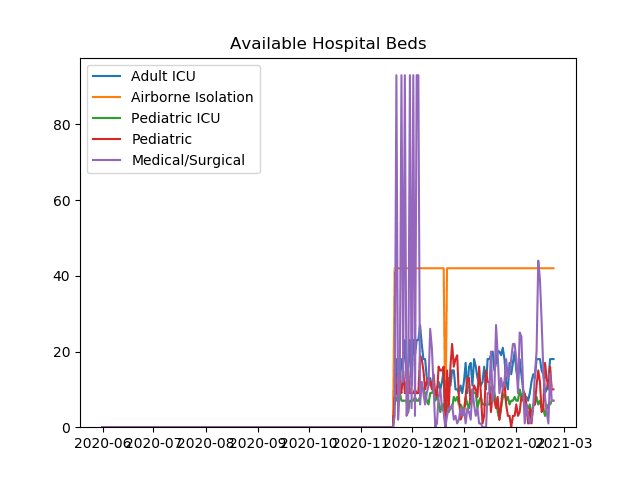 Available Hospital Beds
Adult ICU
Airborne Isolation
Pediatric ICU
Pediatric
Medical/Surgical
80
60
40
20
0
2020-06 2020-07 2020-08 2020-09 2020-10 2020-11 2020-12 2021-01 2021-02 2021-03